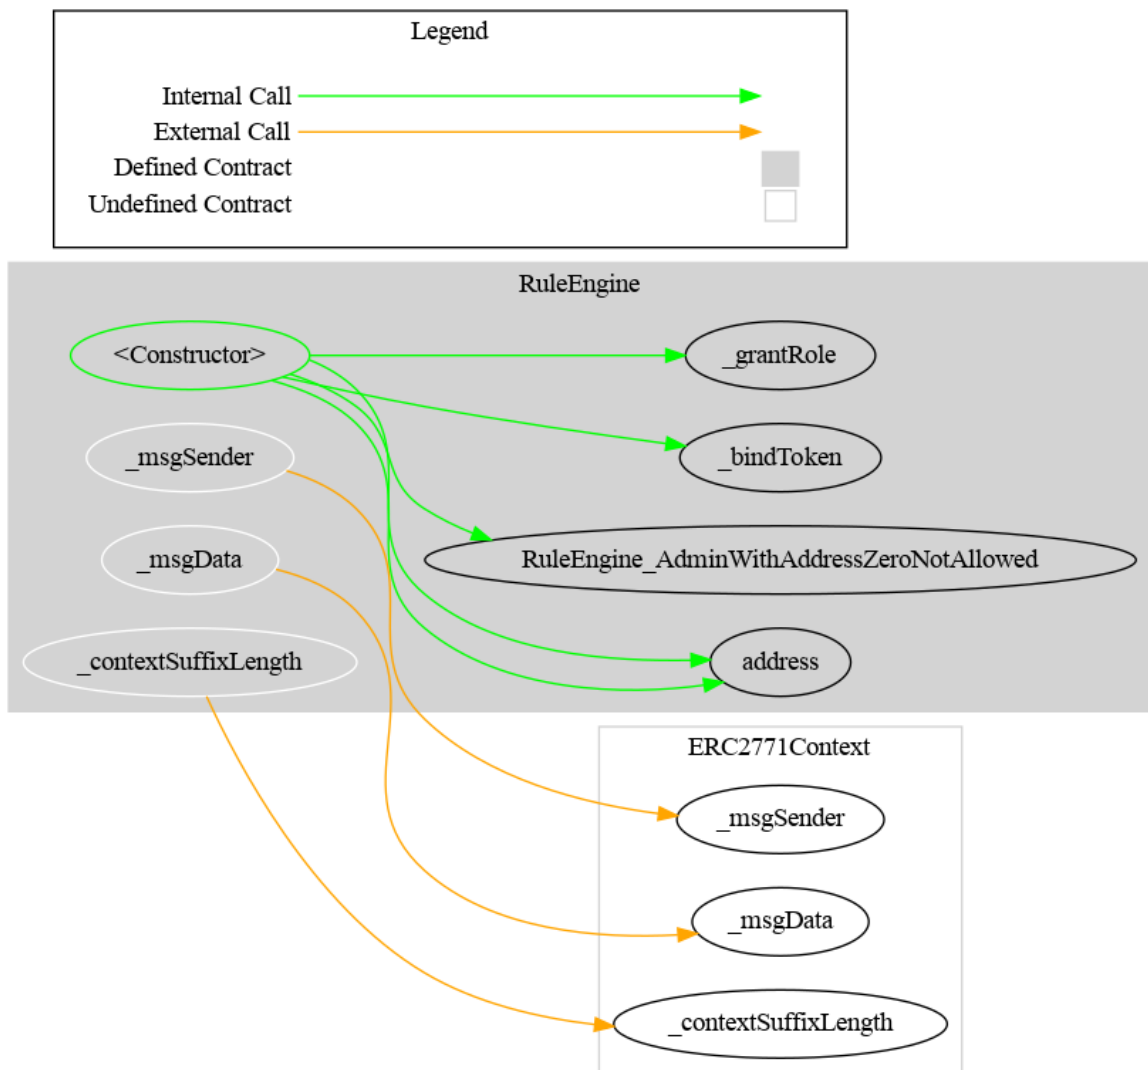 Legend
Internal Call
External Call
Defined Contract
Undefined Contract
RuleEngine
<Constructor>
_grantRole
_msgSender
_bindToken
_msgData
RuleEngine_AdminWithAddressZeroNotAllowed
_contextSuffixLength
address
ERC2771Context
_msgSender
_msgData
_contextSuffixLength